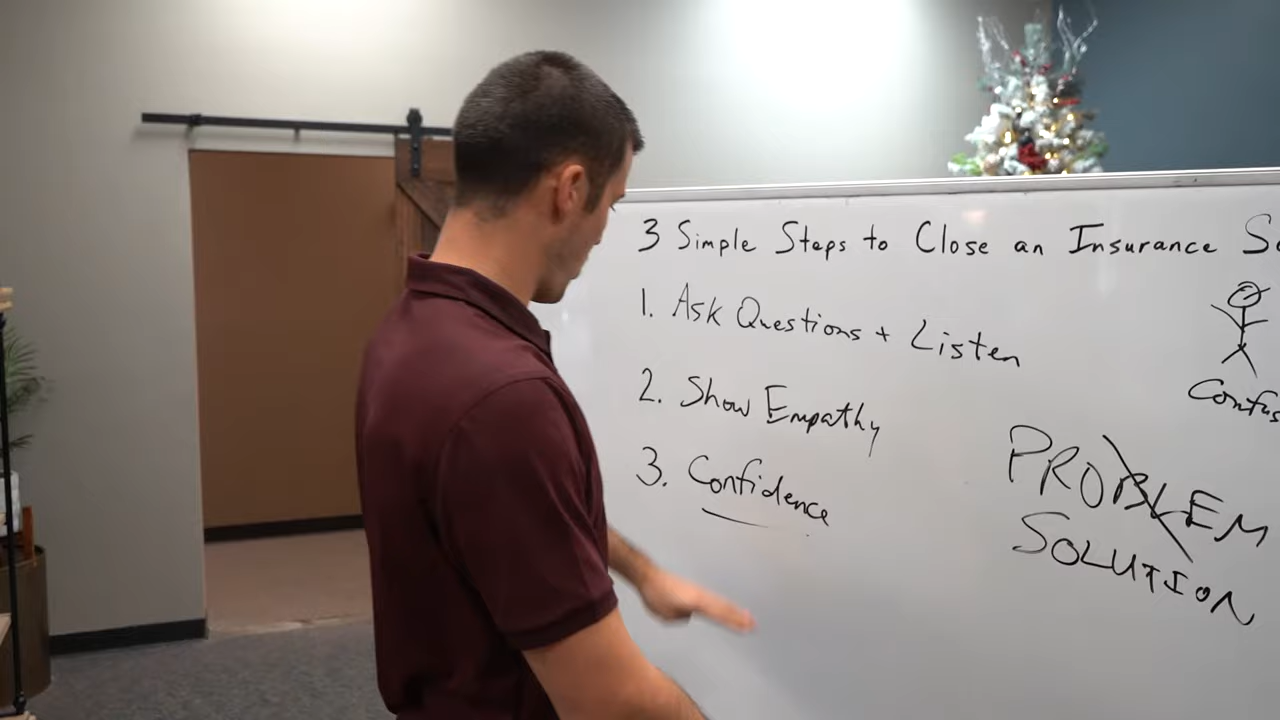 3 Simple Steps to Close an Insurance
1. Ask Questions + Listen
2. Show Empathy
3. Confidence
PROBLEM
SOLUTION